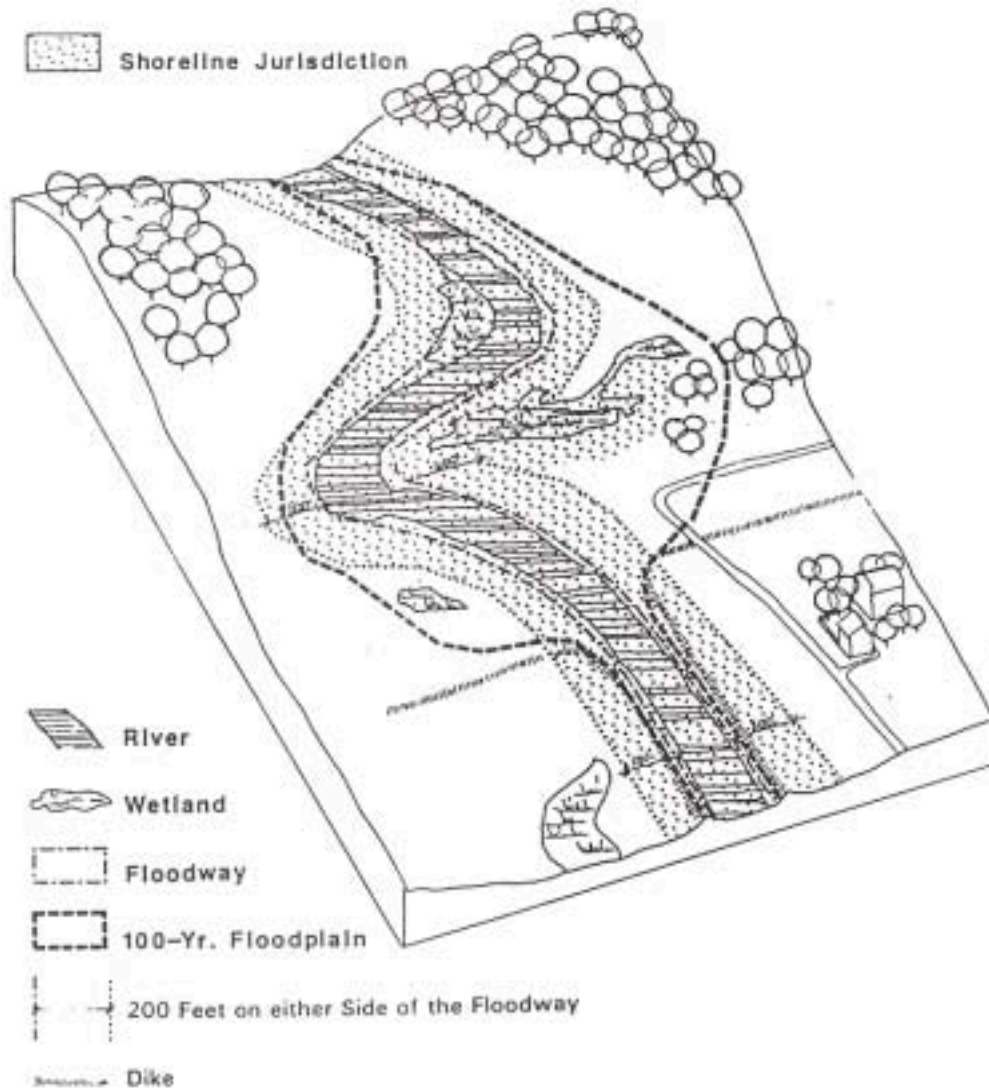 Shoreline Jurisdiction
River
Wetland
Floodway
100-Yr. Floodplain
200 Feet on either Side of the Floodway
Dike